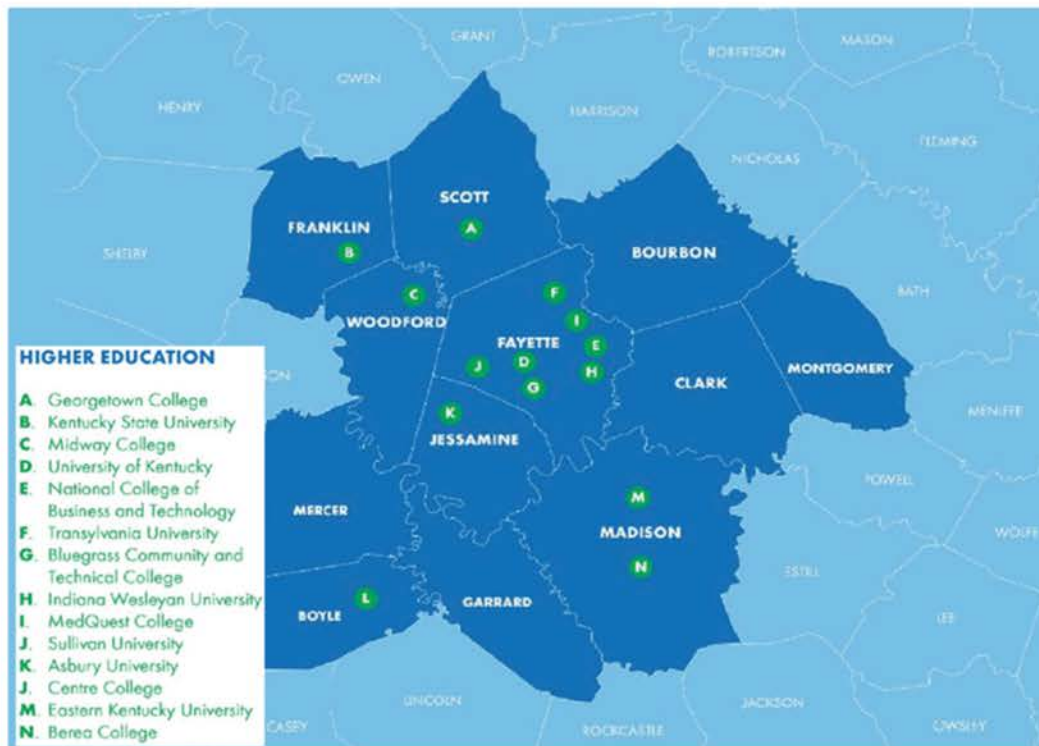 GRANT
MASON
ROBERTSON
OWEN
HENRY
HARRISON
FLEMING
NICHOLAS
SCOTT
A
FRANKLIN
B
SHELBY
BOURBON
BATH
C
F
WOODFORD
I
FAYETTE
E
D
J
H
G
CLARK
MONTGOMERY
K
JESSAMINE
MENIFFE
POWELL
MERCER
M
WOLFE
MADISON
N
ESTILL
L
BOYLE
GARRARD
LEE
LINCOLN
JACKSON
CASEY
ROCKCASTLE
OWSLEY
HIGHER EDUCATION
A. Georgetown College
B. Kentucky State University
C. Midway College
D. University of Kentucky
E. National College of
Business and Technology
F. Transylvania University
G. Bluegrass Community and
Technical College
H. Indiana Wesleyan University
I. MedQuest College
J. Sullivan University
K. Asbury University
J. Centre College
M. Eastern Kentucky University
N. Berea College